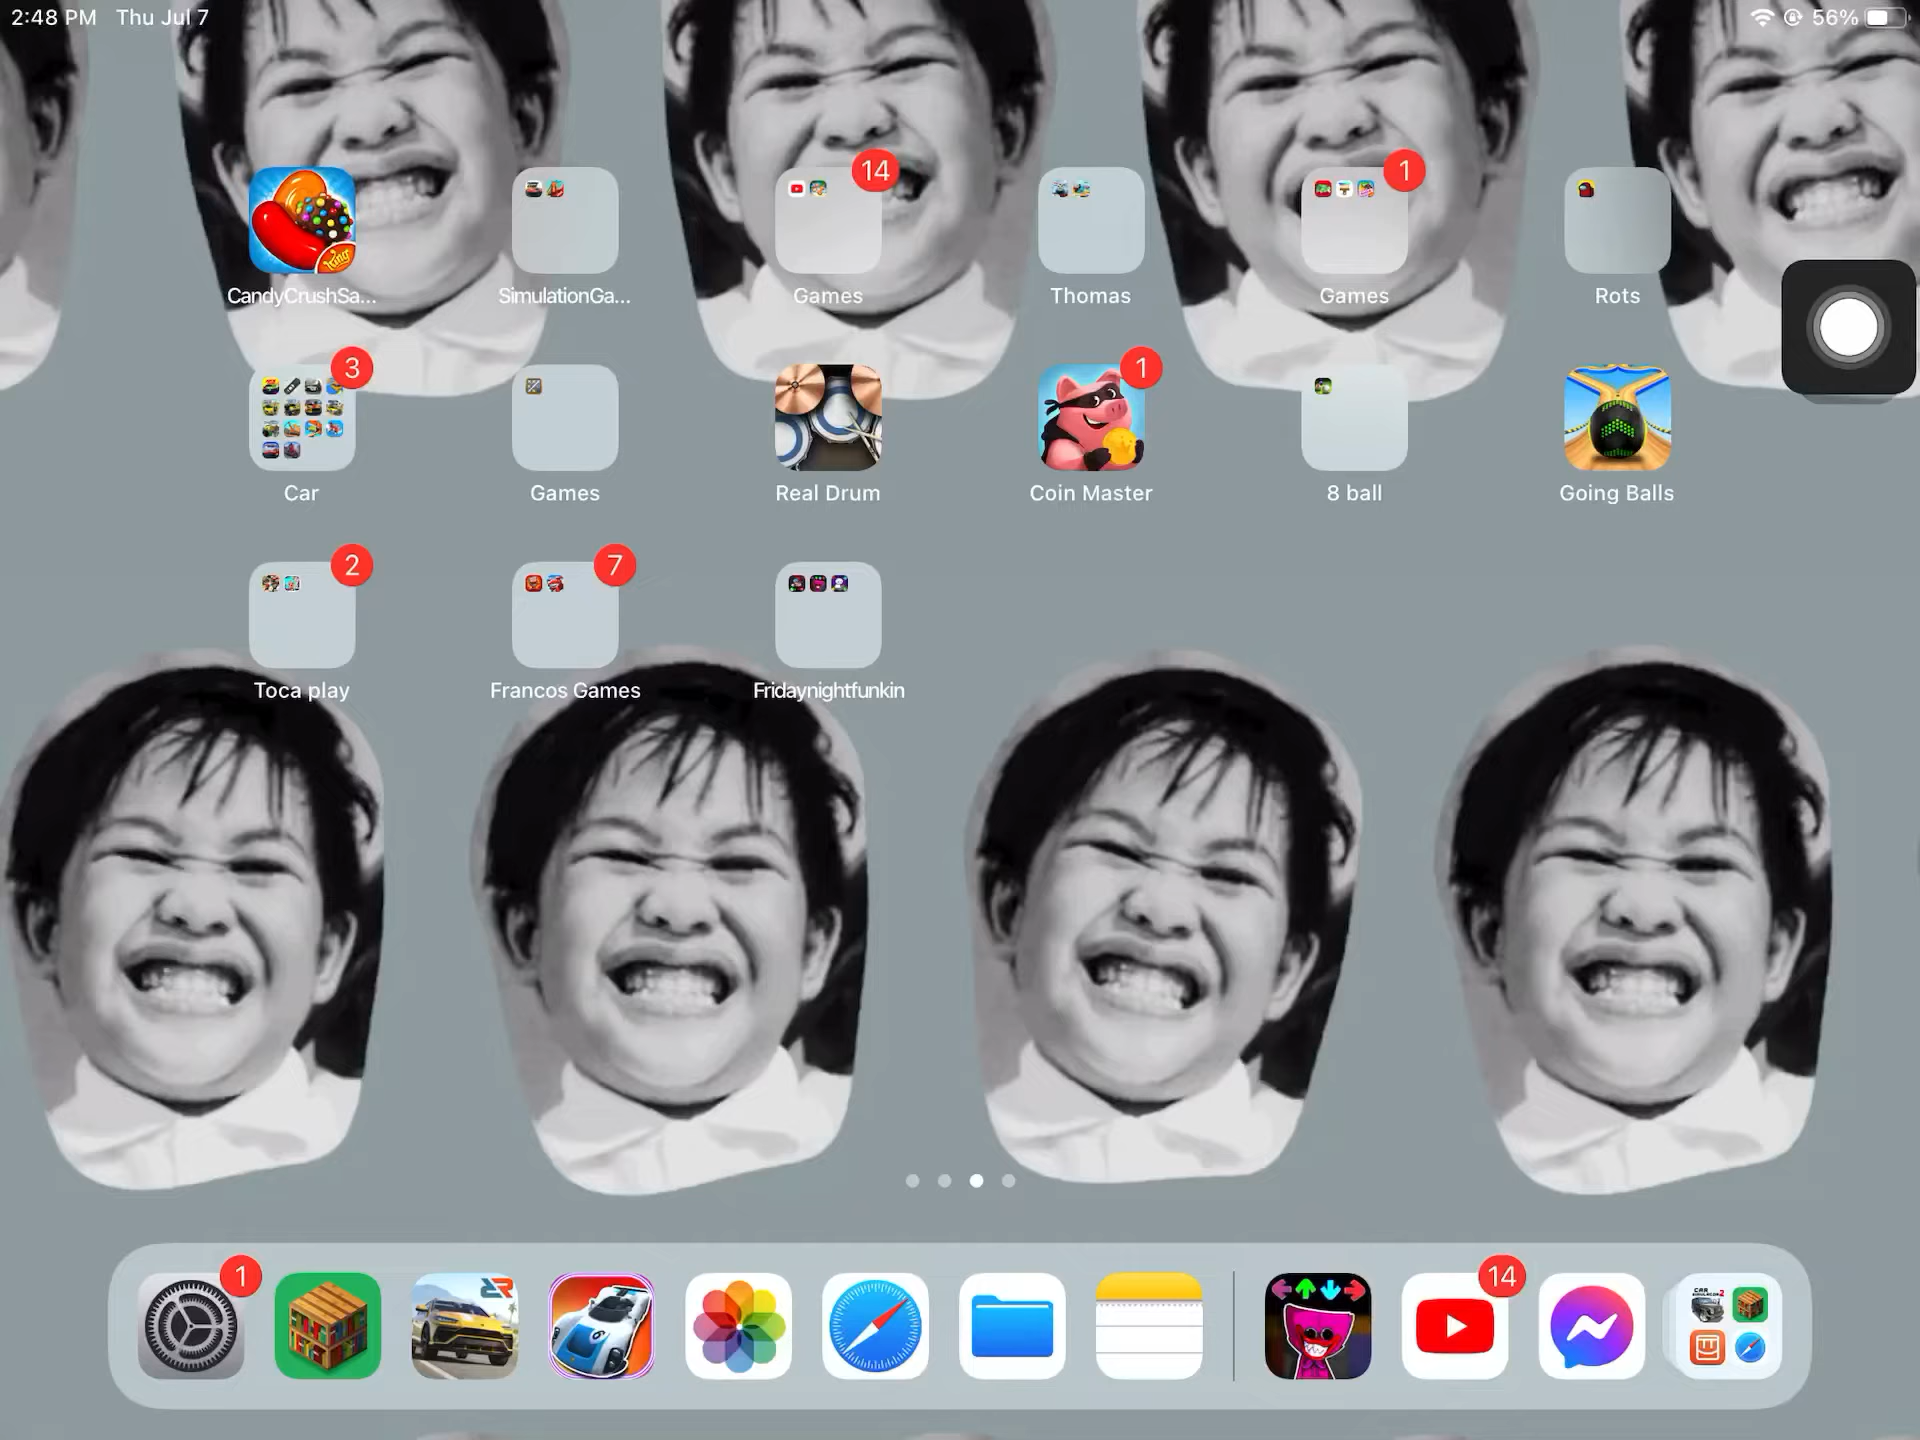 2:48 PM Thu Jul 7
56%
14
1
king
CandyCrushSa...
SimulationGa...
Games
Thomas
Games
Rots
3
1
Car
Games
Real Drum
Coin Master
8 ball
Going Balls
2
7
Toca play
Francos Games
Fridaynightfunkin
1
14